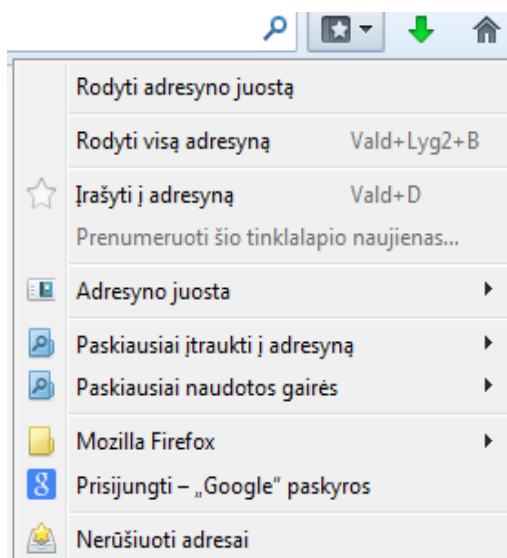 Rodyti adresyno juostą
Rodyti visą adresyną Vald+Lyg2+B
Įrašyti į adresyną Vald+D
Prenumeruoti šio tinklalapio naujienas...
Adresyno juosta
Paskiausiai įtraukti į adresyną
Paskiausiai naudotos gairės
Mozilla Firefox
Prisijungti – „Google“ paskyros
Nerūšiuoti adresai